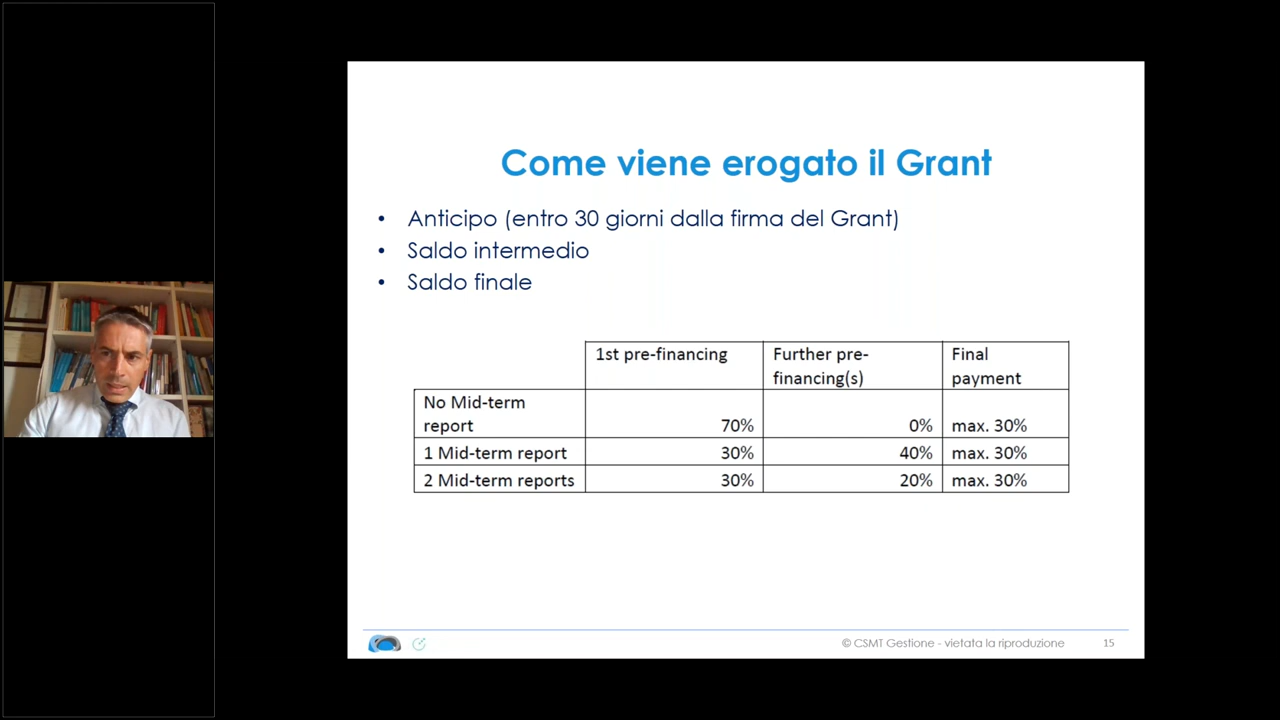 Come viene erogato il Grant
• Anticipo (entro 30 giorni dalla firma del Grant)
• Saldo intermedio
• Saldo finale
1st pre-financing Further pre- Final
financing(s) payment
No Mid-term
report 70% 0% max. 30%
1 Mid-term report 30% 40% max. 30%
2 Mid-term reports 30% 20% max. 30%
© CSMT Gestione - vietata la riproduzione 15